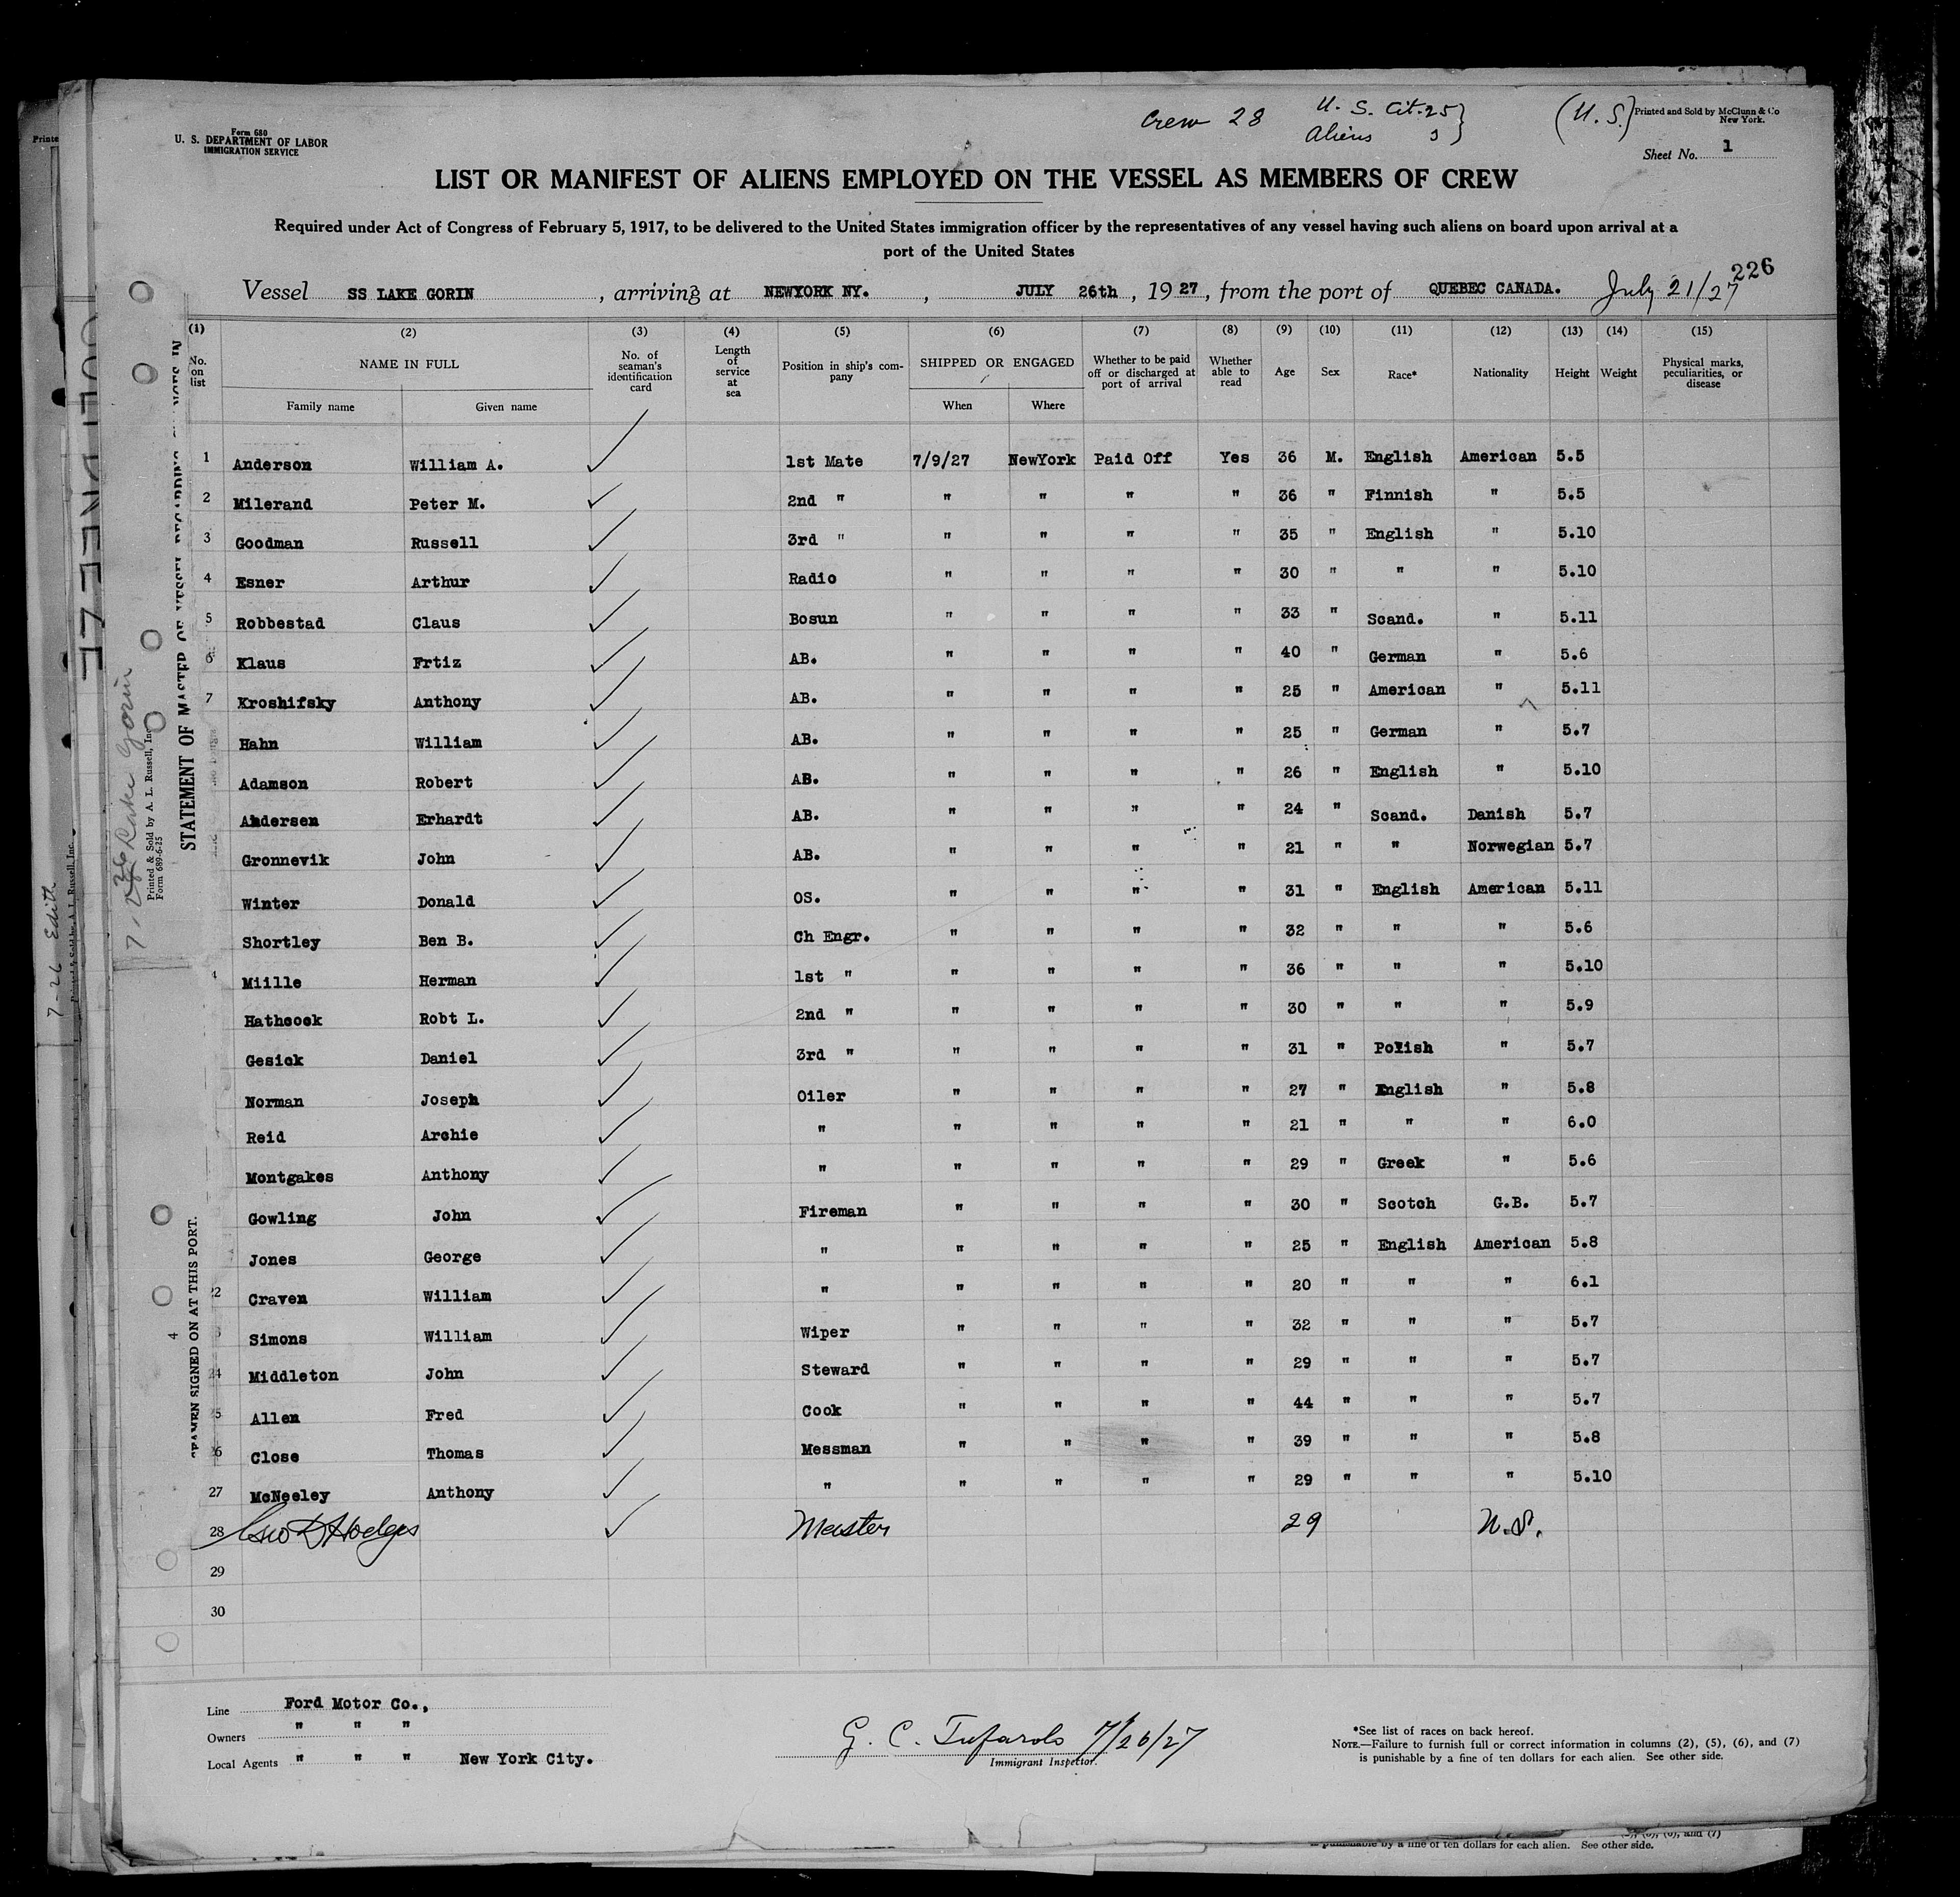 Crew 28 U. S. Cit. 25 }
Aliens 3 }
(U. S.)
Printed and Sold by McClunn & Co
New York.
Form 680
U. S. DEPARTMENT OF LABOR
IMMIGRATION SERVICE
Sheet No. 1
LIST OR MANIFEST OF ALIENS EMPLOYED ON THE VESSEL AS MEMBERS OF CREW
Required under Act of Congress of February 5, 1917, to be delivered to the United States immigration officer by the representatives of any vessel having such aliens on board upon arrival at a
port of the United States
226
Vessel SS LAKE GORIN , arriving at NEWYORK NY. , JULY 26th , 19 27 , from the port of QUEBEC CANADA. July 21/27
(1) (2) (3) (4) (5) (6) (7) (8) (9) (10) (11) (12) (13) (14) (15)
No. on list NAME IN FULL No. of seaman's identification card Length of service at sea Position in ship's company SHIPPED OR ENGAGED Whether to be paid off or discharged at port of arrival Whether able to read Age Sex Race* Nationality Height Weight Physical marks, peculiarities, or disease
Family name Given name When Where
1 Anderson William A. 1st Mate 7/9/27 NewYork Paid Off Yes 36 M. English American 5.5
2 Milerand Peter M. 2nd " " " " " 36 " Finnish " 5.5
3 Goodman Russell 3rd " " " " " 35 " English " 5.10
4 Esner Arthur Radio " " " " 30 " " " 5.10
5 Robbestad Claus Bosun " " " " 33 " Scand. " 5.11
6 Klaus Frtiz AB. " " " " 40 " German " 5.6
7 Kroshifsky Anthony AB. " " " " 25 " American " 5.11
Hahn William AB. " " " " 25 " German " 5.7
Adamson Robert AB. " " " " 26 " English " 5.10
Andersen Erhardt AB. " " " " 24 " Scand. Danish 5.7
Gronnevik John AB. " " " " 21 " " Norwegian 5.7
Winter Donald OS. " " " " 31 " English American 5.11
Shortley Ben B. Ch Engr. " " " " 32 " " " 5.6
4 Miille Herman 1st " " " " " 36 " " " 5.10
Hathcock Robt L. 2nd " " " " " 30 " " " 5.9
Gesick Daniel 3rd " " " " " 31 " Polish " 5.7
Norman Joseph Oiler " " " " 27 " English " 5.8
Reid Archie " " " " " 21 " " " 6.0
Montgakes Anthony " " " " " 29 " Greek " 5.6
Gowling John Fireman " " " " 30 " Scotch G.B. 5.7
Jones George " " " " " 25 " English American 5.8
22 Craven William " " " " " 20 " " " 6.1
Simons William Wiper " " " " 32 " " " 5.7
24 Middleton John Steward " " " " 29 " " " 5.7
25 Allen Fred Cook " " " " 44 " " " 5.7
26 Close Thomas Messman " " " " 39 " " " 5.8
27 McNeeley Anthony " " " " " 29 " " " 5.10
28 Geo D Hodges Master 29 U.S.
29
30
Line Ford Motor Co.,
Owners " " "
Local Agents " " " New York City.
G. C. Tufarolo 7/26/27
Immigrant Inspector.
*See list of races on back hereof.
NOTE.—Failure to furnish full or correct information in columns (2), (5), (6), and (7)
is punishable by a fine of ten dollars for each alien. See other side.
is punishable by a fine of ten dollars for each alien. See other side.
STATEMENT OF MASTER OF VESSEL REGARDING
Printed & Sold by A. L. Russell, Inc.
Form 689-6-25
Lake Gorin
SEAMEN SIGNED ON AT THIS PORT.
4
7-26 Edith